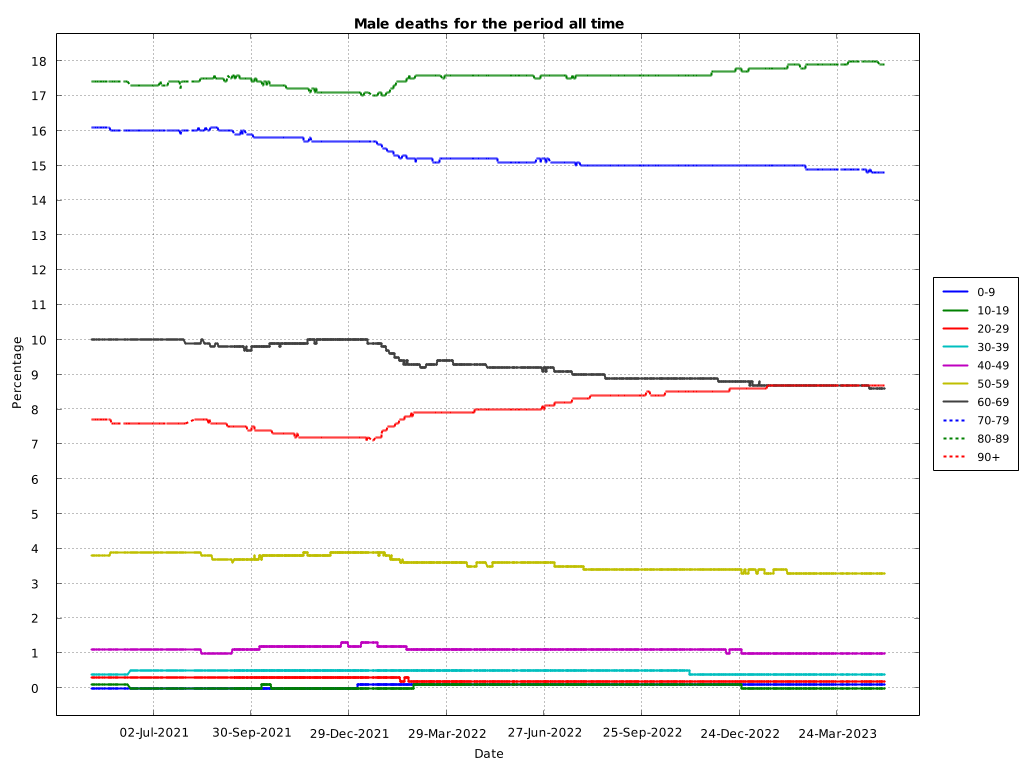 Male deaths for the period all time
Percentage
18
17
16
15
14
13
12
11
10
9
8
7
6
5
4
3
2
1
0
02-Jul-2021
30-Sep-2021
29-Dec-2021
29-Mar-2022
27-Jun-2022
25-Sep-2022
24-Dec-2022
24-Mar-2023
Date
0-9
10-19
20-29
30-39
40-49
50-59
60-69
70-79
80-89
90+